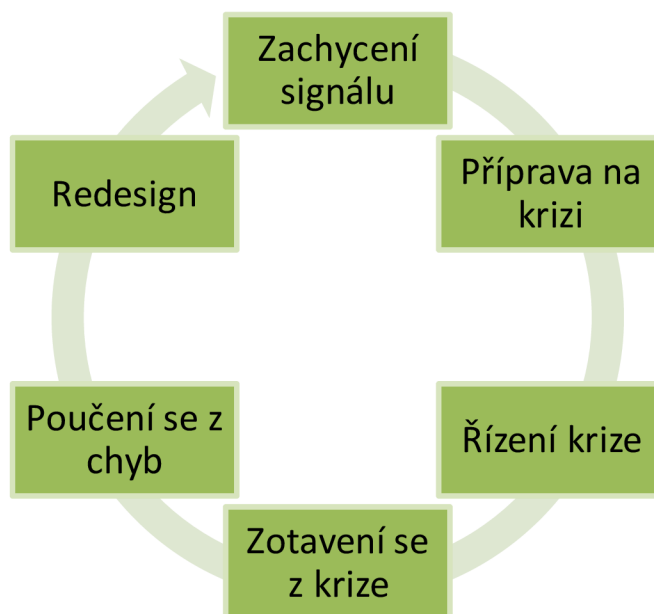 Zachycení
signálu
Příprava na
krizi
Řízení krize
Zotavení se
z krize
Poučení se z
chyb
Redesign